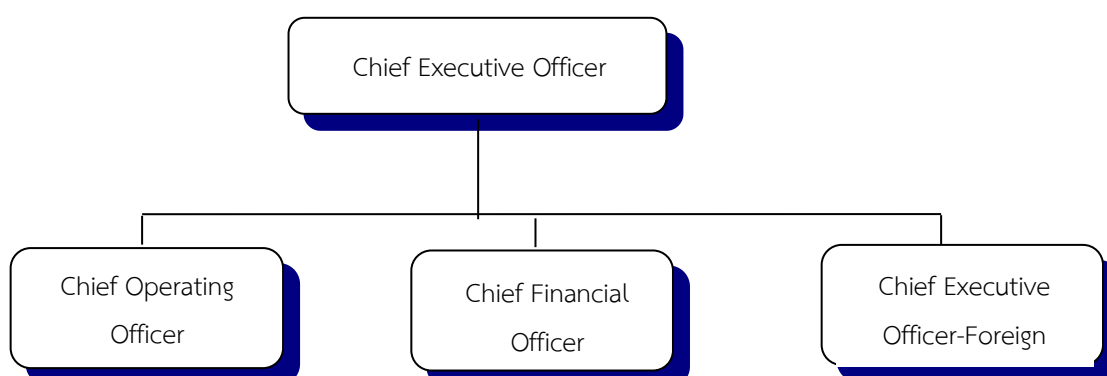 Chief Executive Officer
Chief Operating
Officer
Chief Financial
Officer
Chief Executive
Officer-Foreign